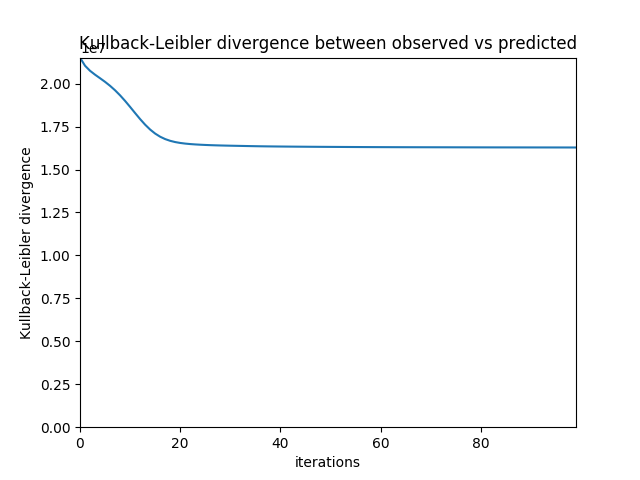 Kullback-Leibler divergence between observed vs predicted
1e7
2.00
1.75
1.50
1.25
1.00
0.75
0.50
0.25
0.00
Kullback-Leibler divergence
0 20 40 60 80
iterations